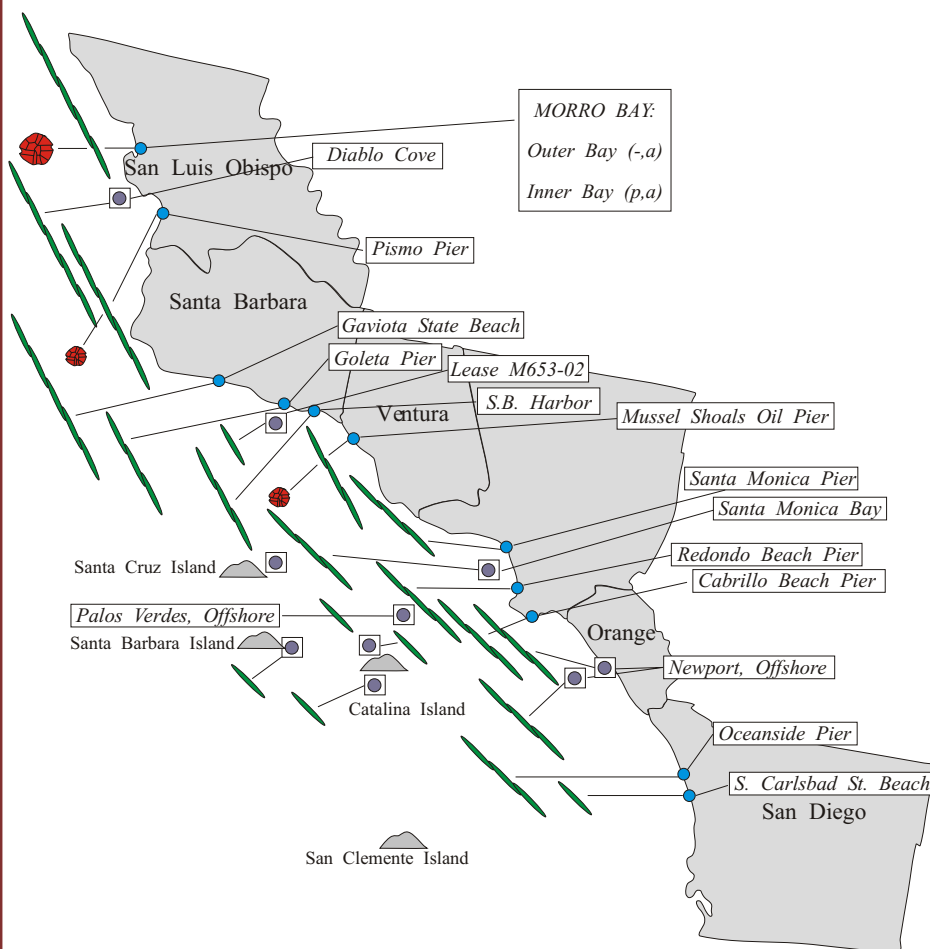 MORRO BAY:
Outer Bay (-,a)
Inner Bay (p,a)
Diablo Cove
San Luis Obispo
Pismo Pier
Santa Barbara
Gaviota State Beach
Goleta Pier
Lease M653-02
S.B. Harbor
Ventura
Mussel Shoals Oil Pier
Santa Monica Pier
Santa Monica Bay
Redondo Beach Pier
Santa Cruz Island
Cabrillo Beach Pier
Palos Verdes, Offshore
Orange
Santa Barbara Island
Newport, Offshore
Catalina Island
Oceanside Pier
S. Carlsbad St. Beach
San Diego
San Clemente Island